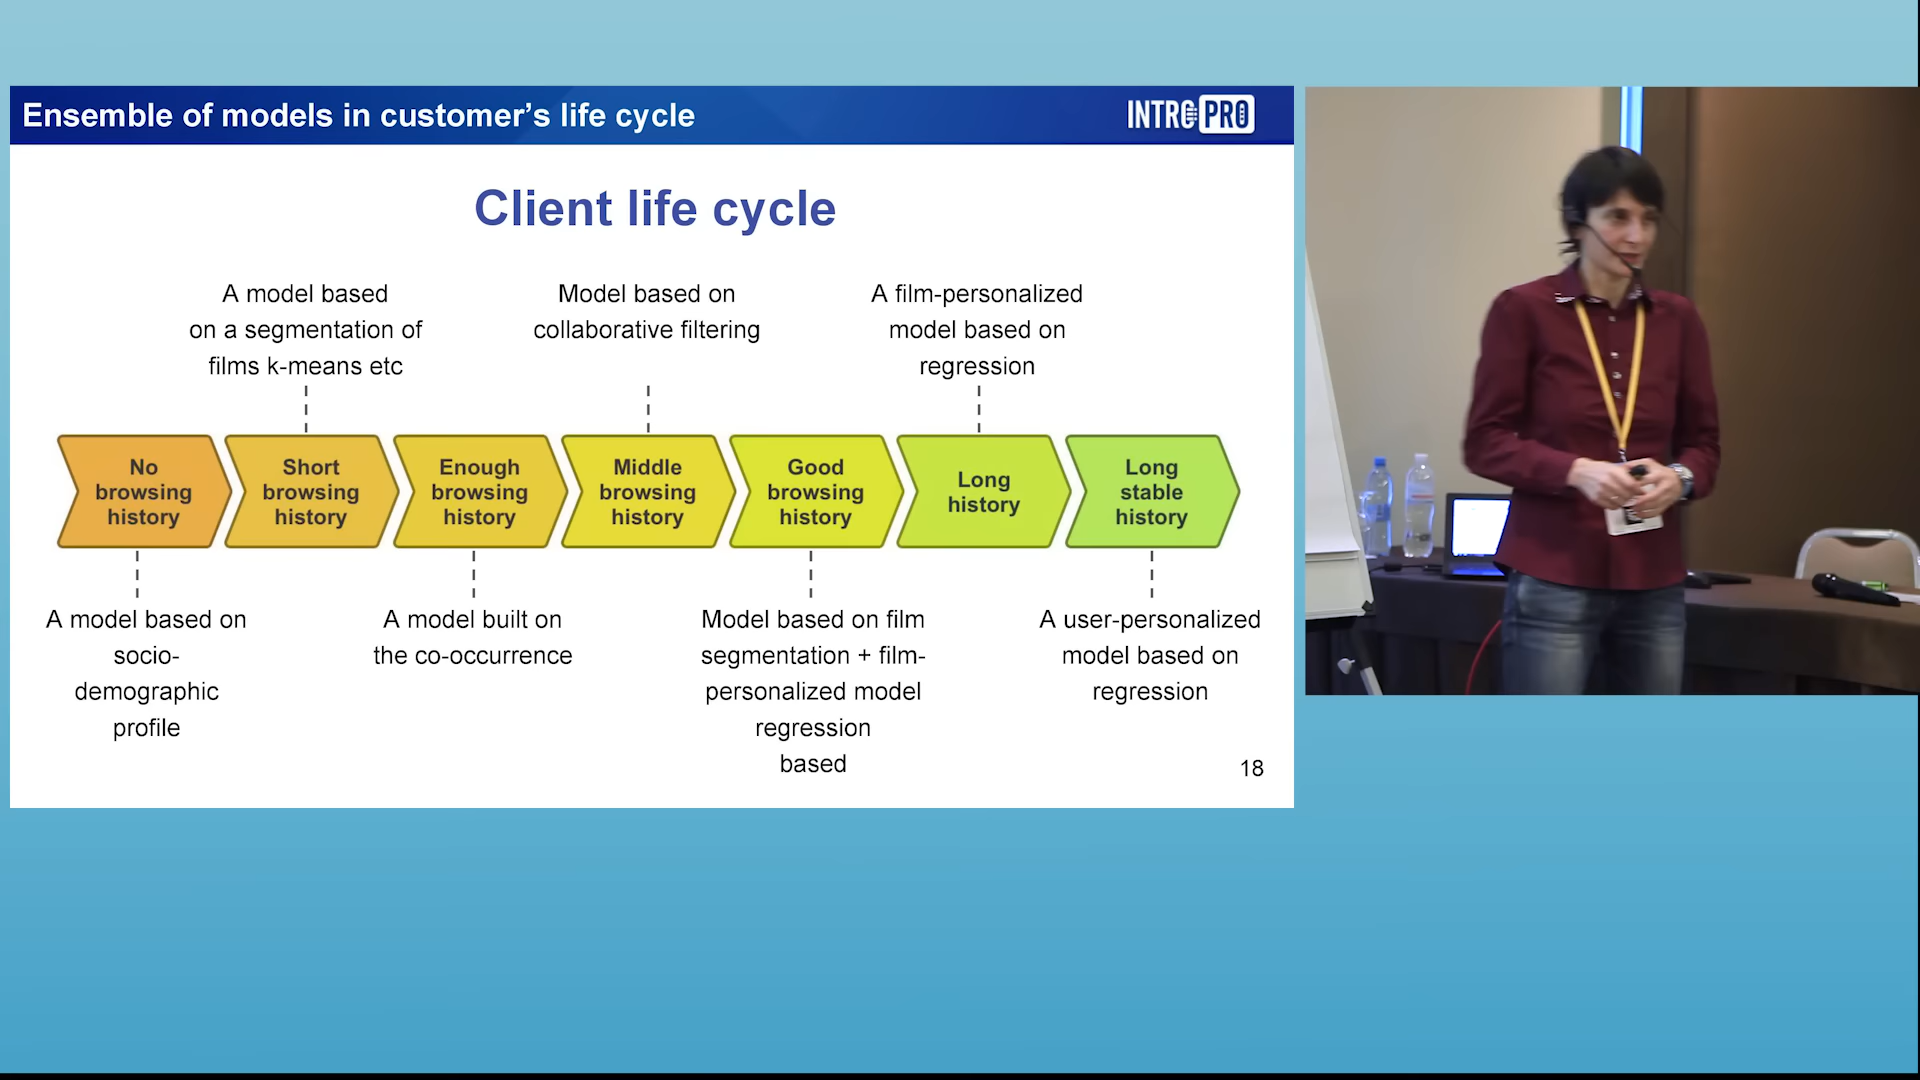 Ensemble of models in customer's life cycle
INTRO PRO
Client life cycle
A model based
on a segmentation of
films k-means etc
Model based on
collaborative filtering
A film-personalized
model based on
regression
No
browsing
history
Short
browsing
history
Enough
browsing
history
Middle
browsing
history
Good
browsing
history
Long
history
Long
stable
history
A model based on
socio-
demographic
profile
A model built on
the co-occurrence
Model based on film
segmentation + film-
personalized model
regression
based
A user-personalized
model based on
regression
18